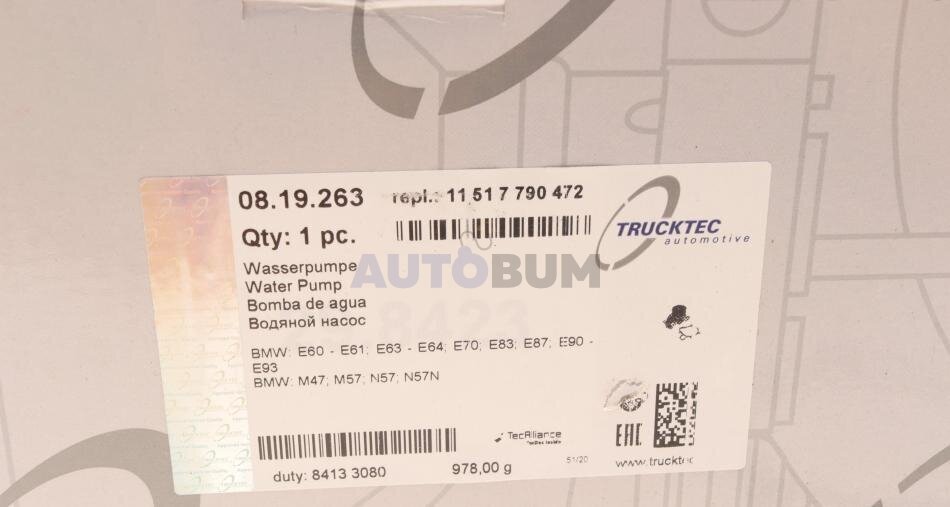 08.19.263 repl.: 11 51 7 790 472
Qty: 1 pc.
TRUCKTEC
automotive
AUTOBUM
Wasserpumpe
Water Pump
Bomba de agua
Водяной насос
8423
BMW: E60 - E61; E63 - E64; E70; E83; E87; E90 -
E93
BMW: M47; M57; N57; N57N
TecAlliance
EAC
duty: 8413 3080
978,00 g
51/20
www.trucktec